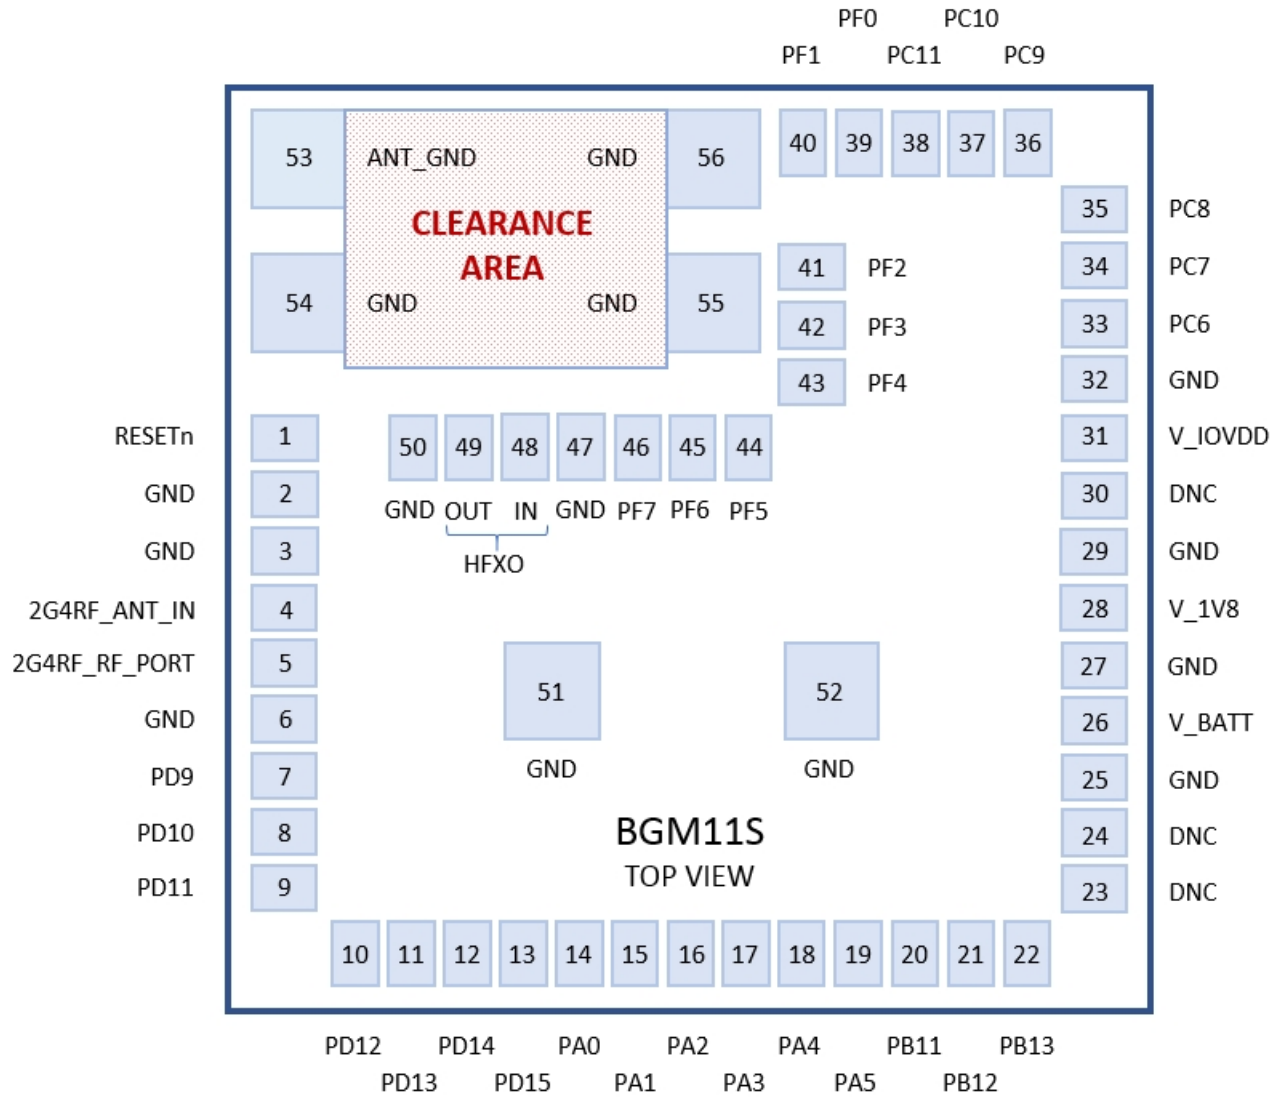 PF0 PC10
PF1 PC11 PC9
53 ANT_GND GND 56 40 39 38 37 36
CLEARANCE
AREA
35 PC8
41 PF2 34 PC7
54 GND GND 55 42 PF3 33 PC6
43 PF4 32 GND
RESETn 1 50 49 48 47 46 45 44 31 V_IOVDD
GND 2 GND OUT IN GND PF7 PF6 PF5 30 DNC
HFXO
GND 3 29 GND
2G4RF_ANT_IN 4 28 V_1V8
2G4RF_RF_PORT 5 51 52 27 GND
GND 6 26 V_BATT
PD9 7 GND GND 25 GND
PD10 8 BGM11S 24 DNC
PD11 9 TOP VIEW 23 DNC
10 11 12 13 14 15 16 17 18 19 20 21 22
PD12 PD14 PA0 PA2 PA4 PB11 PB13
PD13 PD15 PA1 PA3 PA5 PB12